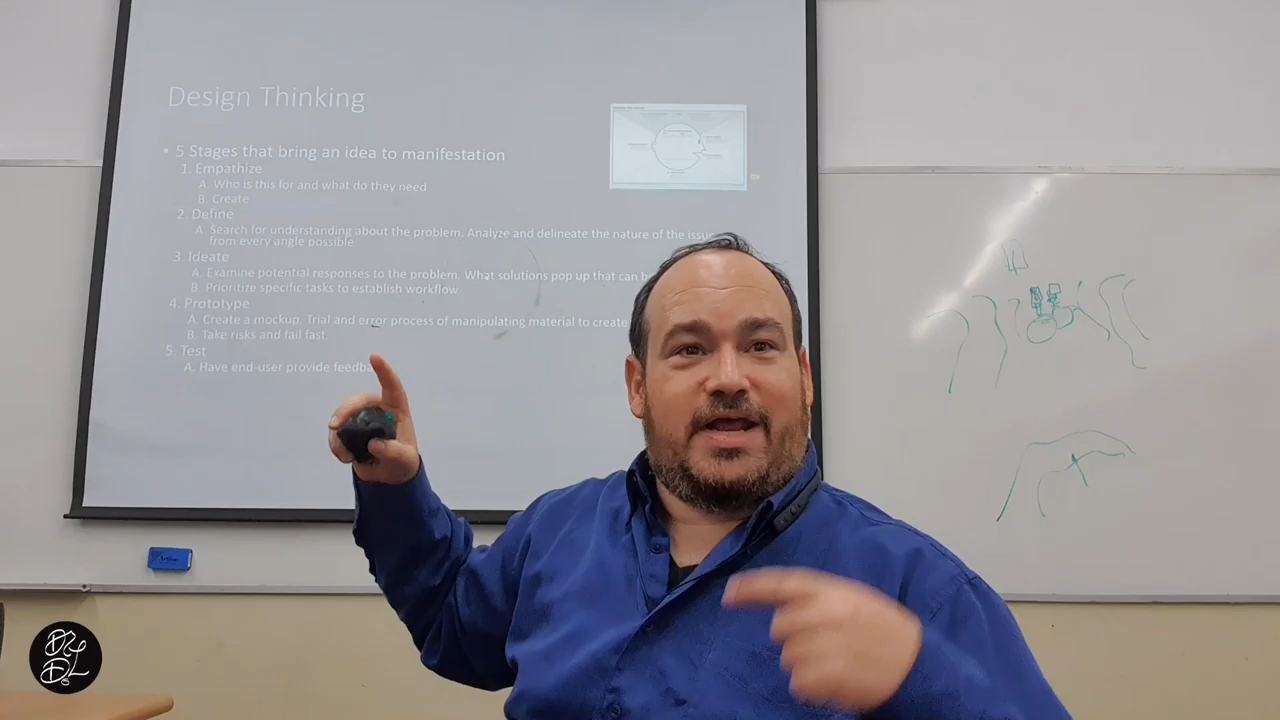 Design Thinking
• 5 Stages that bring an idea to manifestation
1. Empathize
A. Who is this for and what do they need
B. Create
2. Define
A. Search for understanding about the problem. Analyze and delineate the nature of the issue
from every angle possible
3. Ideate
A. Examine potential responses to the problem. What solutions pop up that can
B. Prioritize specific tasks to establish workflow
4. Prototype
A. Create a mockup. Trial and error process of manipulating material to create
B. Take risks and fail fast.
5. Test
A. Have end-user provide